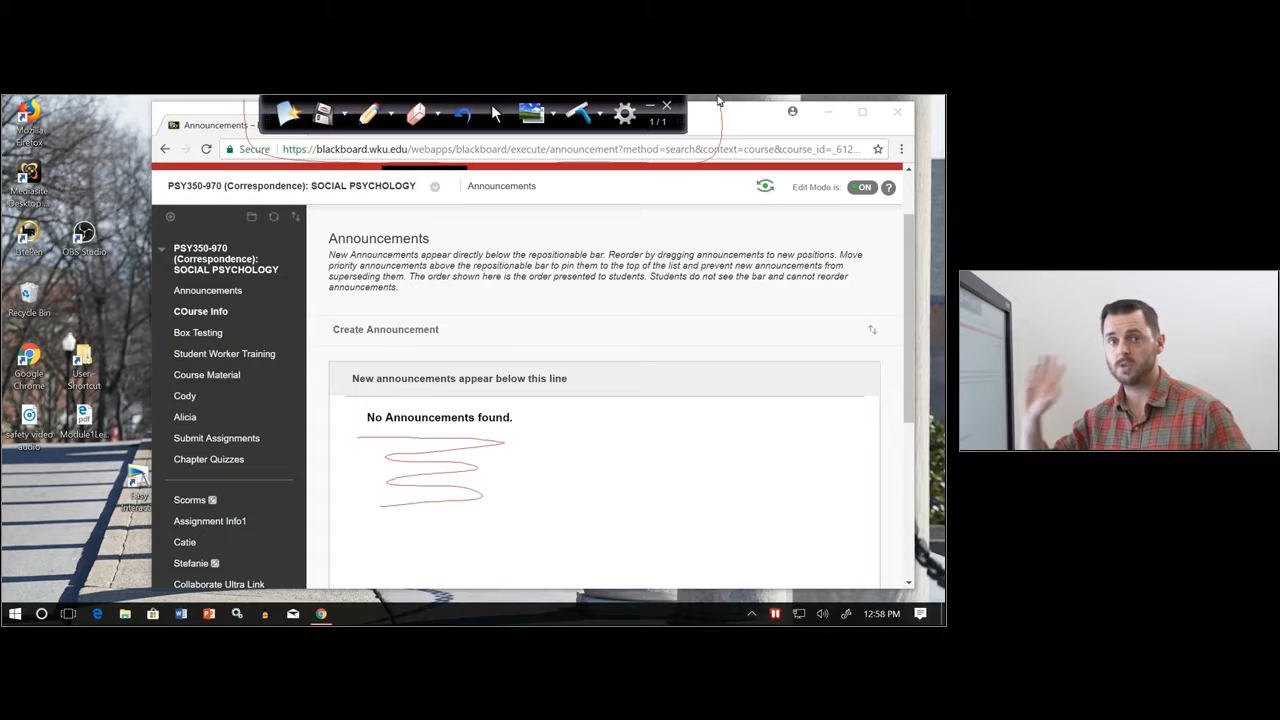 Mozilla
Firefox
Mediasite
Desktop...
OBS Studio
Recycle Bin
Google
Chrome
User -
Shortcut
safety video
audio
Module1Le...
Easy
Interact
1 / 1
Announcements –
Secure
https://blackboard.wku.edu/webapps/blackboard/execute/announcement?method=search&context=course&course_id=_612...
PSY350-970 (Correspondence): SOCIAL PSYCHOLOGY
Announcements
Edit Mode is:
ON
?
PSY350-970
(Correspondence):
SOCIAL PSYCHOLOGY
Announcements
COurse Info
Box Testing
Student Worker Training
Course Material
Cody
Alicia
Submit Assignments
Chapter Quizzes
Scorms
Assignment Info1
Catie
Stefanie
Collaborate Ultra Link
Announcements
New Announcements appear directly below the repositionable bar. Reorder by dragging announcements to new positions. Move
priority announcements above the repositionable bar to pin them to the top of the list and prevent new announcements from
superseding them. The order shown here is the order presented to students. Students do not see the bar and cannot reorder
announcements.
Create Announcement
New announcements appear below this line
No Announcements found.
12:58 PM